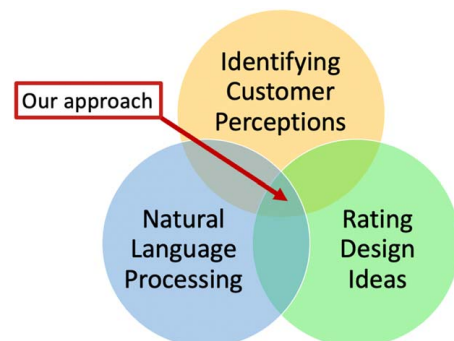 Identifying
Customer
Perceptions
Our approach
Natural
Language
Processing
Rating
Design
Ideas